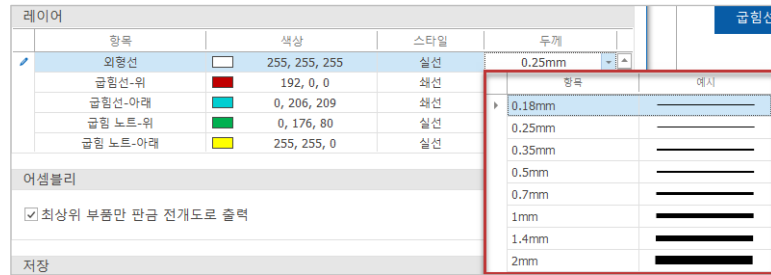 레이어
굽힘선
항목 색상 스타일 두께
외형선 255, 255, 255 실선 0.25mm
굽힘선-위 192, 0, 0 쇄선
굽힘선-아래 0, 206, 209 쇄선
굽힘 노트-위 0, 176, 80 실선
굽힘 노트-아래 255, 255, 0 실선
항목 예시
0.18mm
0.25mm
0.35mm
0.5mm
0.7mm
1mm
1.4mm
2mm
어셈블리
최상위 부품만 판금 전개도로 출력
저장